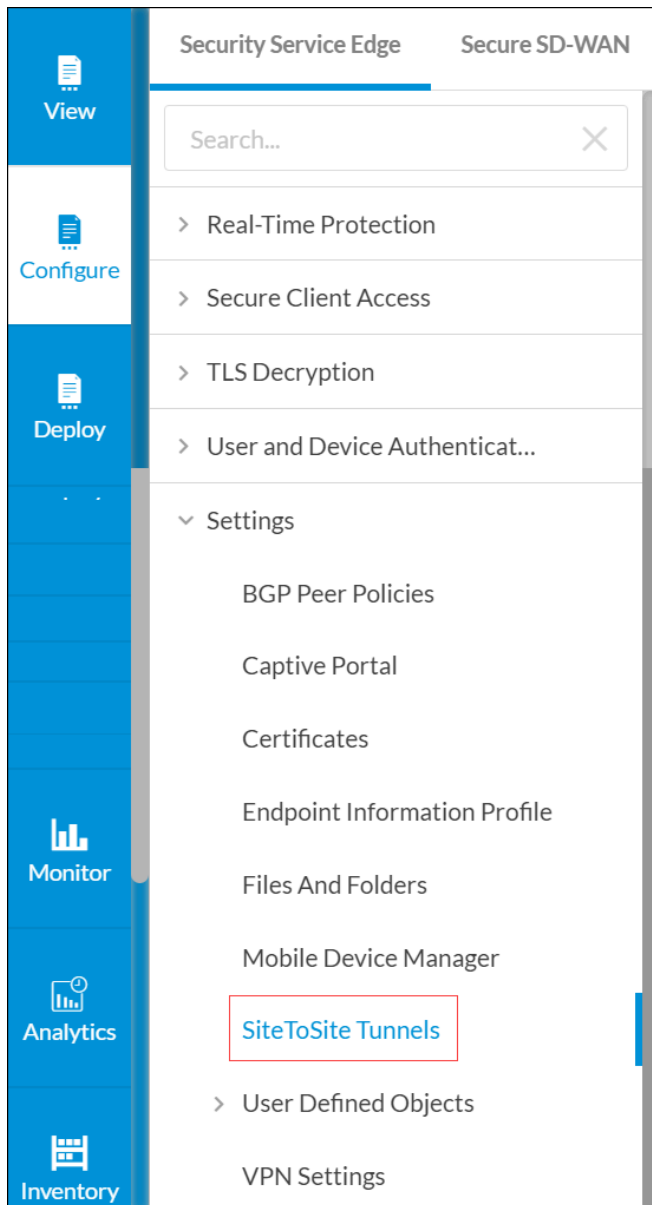 Security Service Edge
Secure SD-WAN
View
Search...
Real-Time Protection
Configure
Secure Client Access
TLS Decryption
Deploy
User and Device Authenticat...
Settings
BGP Peer Policies
Captive Portal
Certificates
Endpoint Information Profile
Monitor
Files And Folders
Mobile Device Manager
Analytics
SiteToSite Tunnels
User Defined Objects
Inventory
VPN Settings